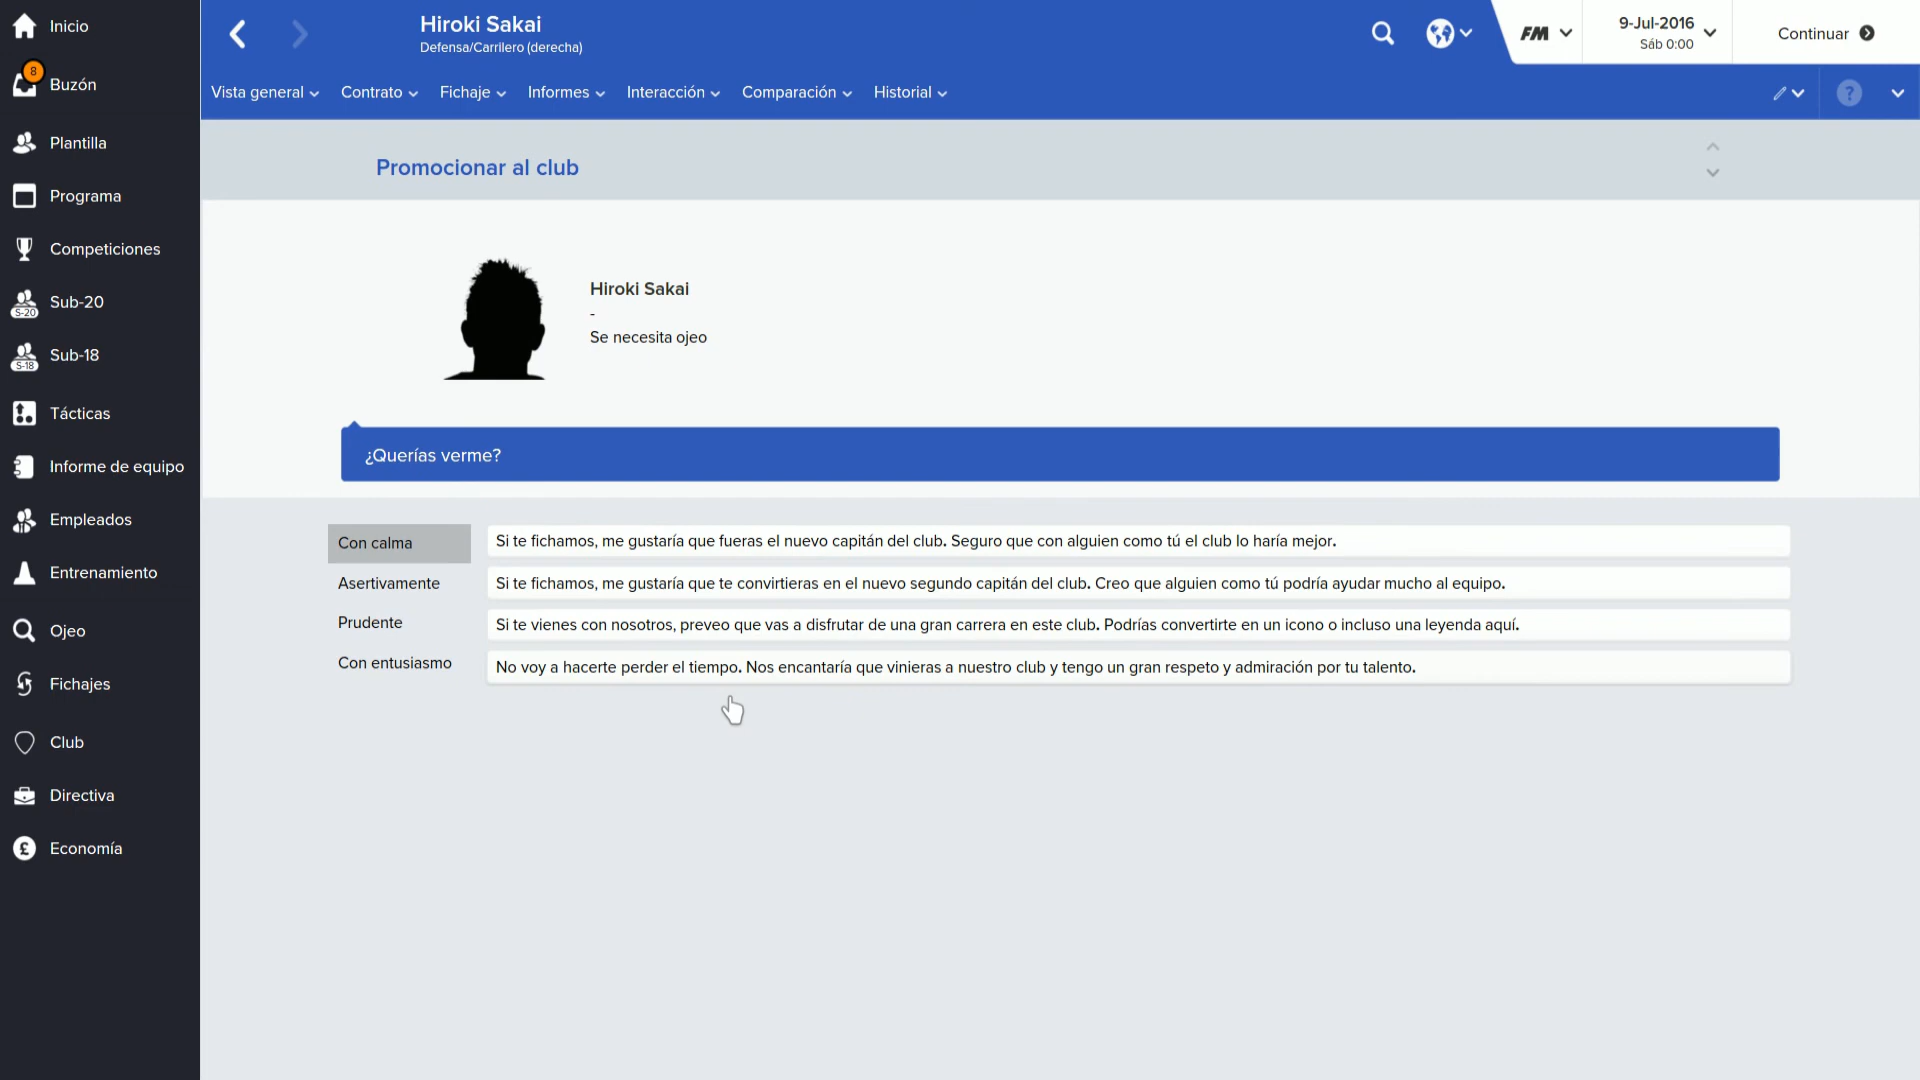 Inicio
8
Buzón
Plantilla
Programa
Competiciones
S-20
Sub-20
S-18
Sub-18
Tácticas
Informe de equipo
Empleados
Entrenamiento
Ojeo
Fichajes
Club
Directiva
£
Economía
Hiroki Sakai
Defensa/Carrilero (derecha)
FM
9-Jul-2016
Sáb 0:00
Continuar
Vista general
Contrato
Fichaje
Informes
Interacción
Comparación
Historial
?
Promocionar al club
Hiroki Sakai
-
Se necesita ojeo
¿Querías verme?
Con calma
Asertivamente
Prudente
Con entusiasmo
Si te fichamos, me gustaría que fueras el nuevo capitán del club. Seguro que con alguien como tú el club lo haría mejor.
Si te fichamos, me gustaría que te convirtieras en el nuevo segundo capitán del club. Creo que alguien como tú podría ayudar mucho al equipo.
Si te vienes con nosotros, preveo que vas a disfrutar de una gran carrera en este club. Podrías convertirte en un icono o incluso una leyenda aquí.
No voy a hacerte perder el tiempo. Nos encantaría que vinieras a nuestro club y tengo un gran respeto y admiración por tu talento.